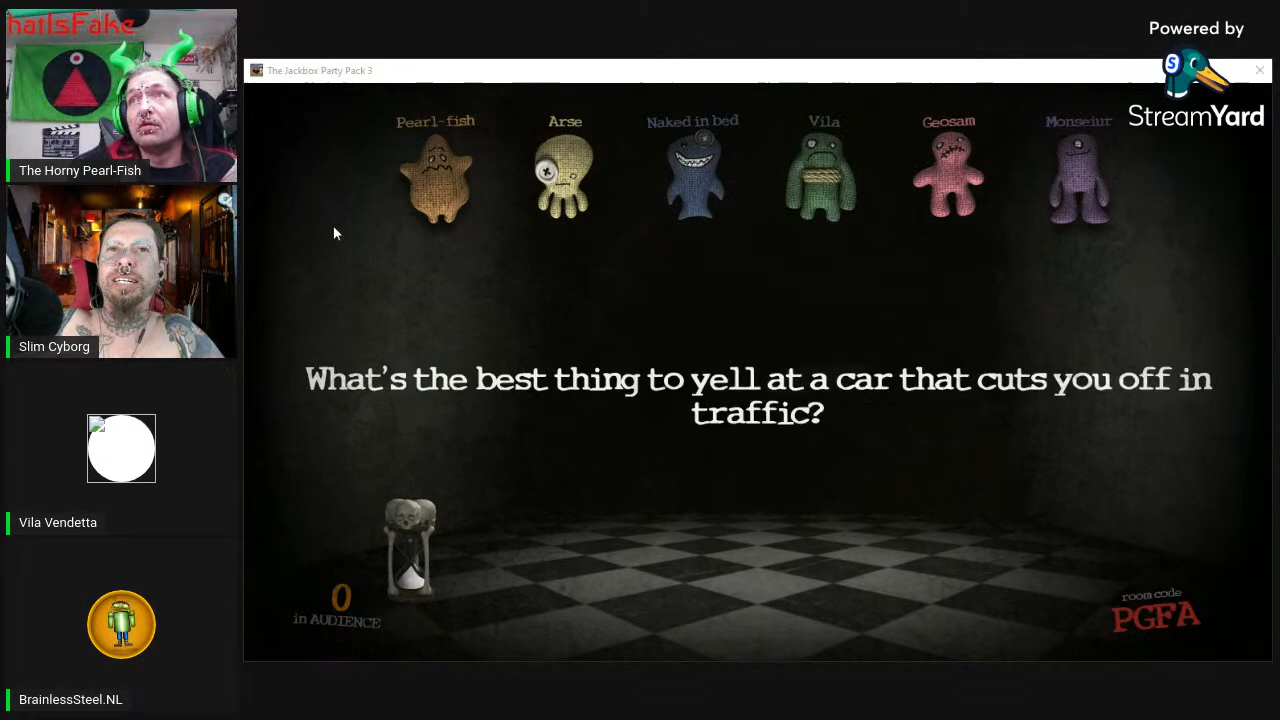 hatIsFake
The Horny Pearl-Fish
Slim Cyborg
Vila Vendetta
BrainlessSteel.NL
The Jackbox Party Pack 3
Powered by
S
StreamYard
Pearl-fish
Arse
Naked in bed
Vila
Geosam
Monseiur
What's the best thing to yell at a car that cuts you off in
traffic?
0
in AUDIENCE
room code
PGFA